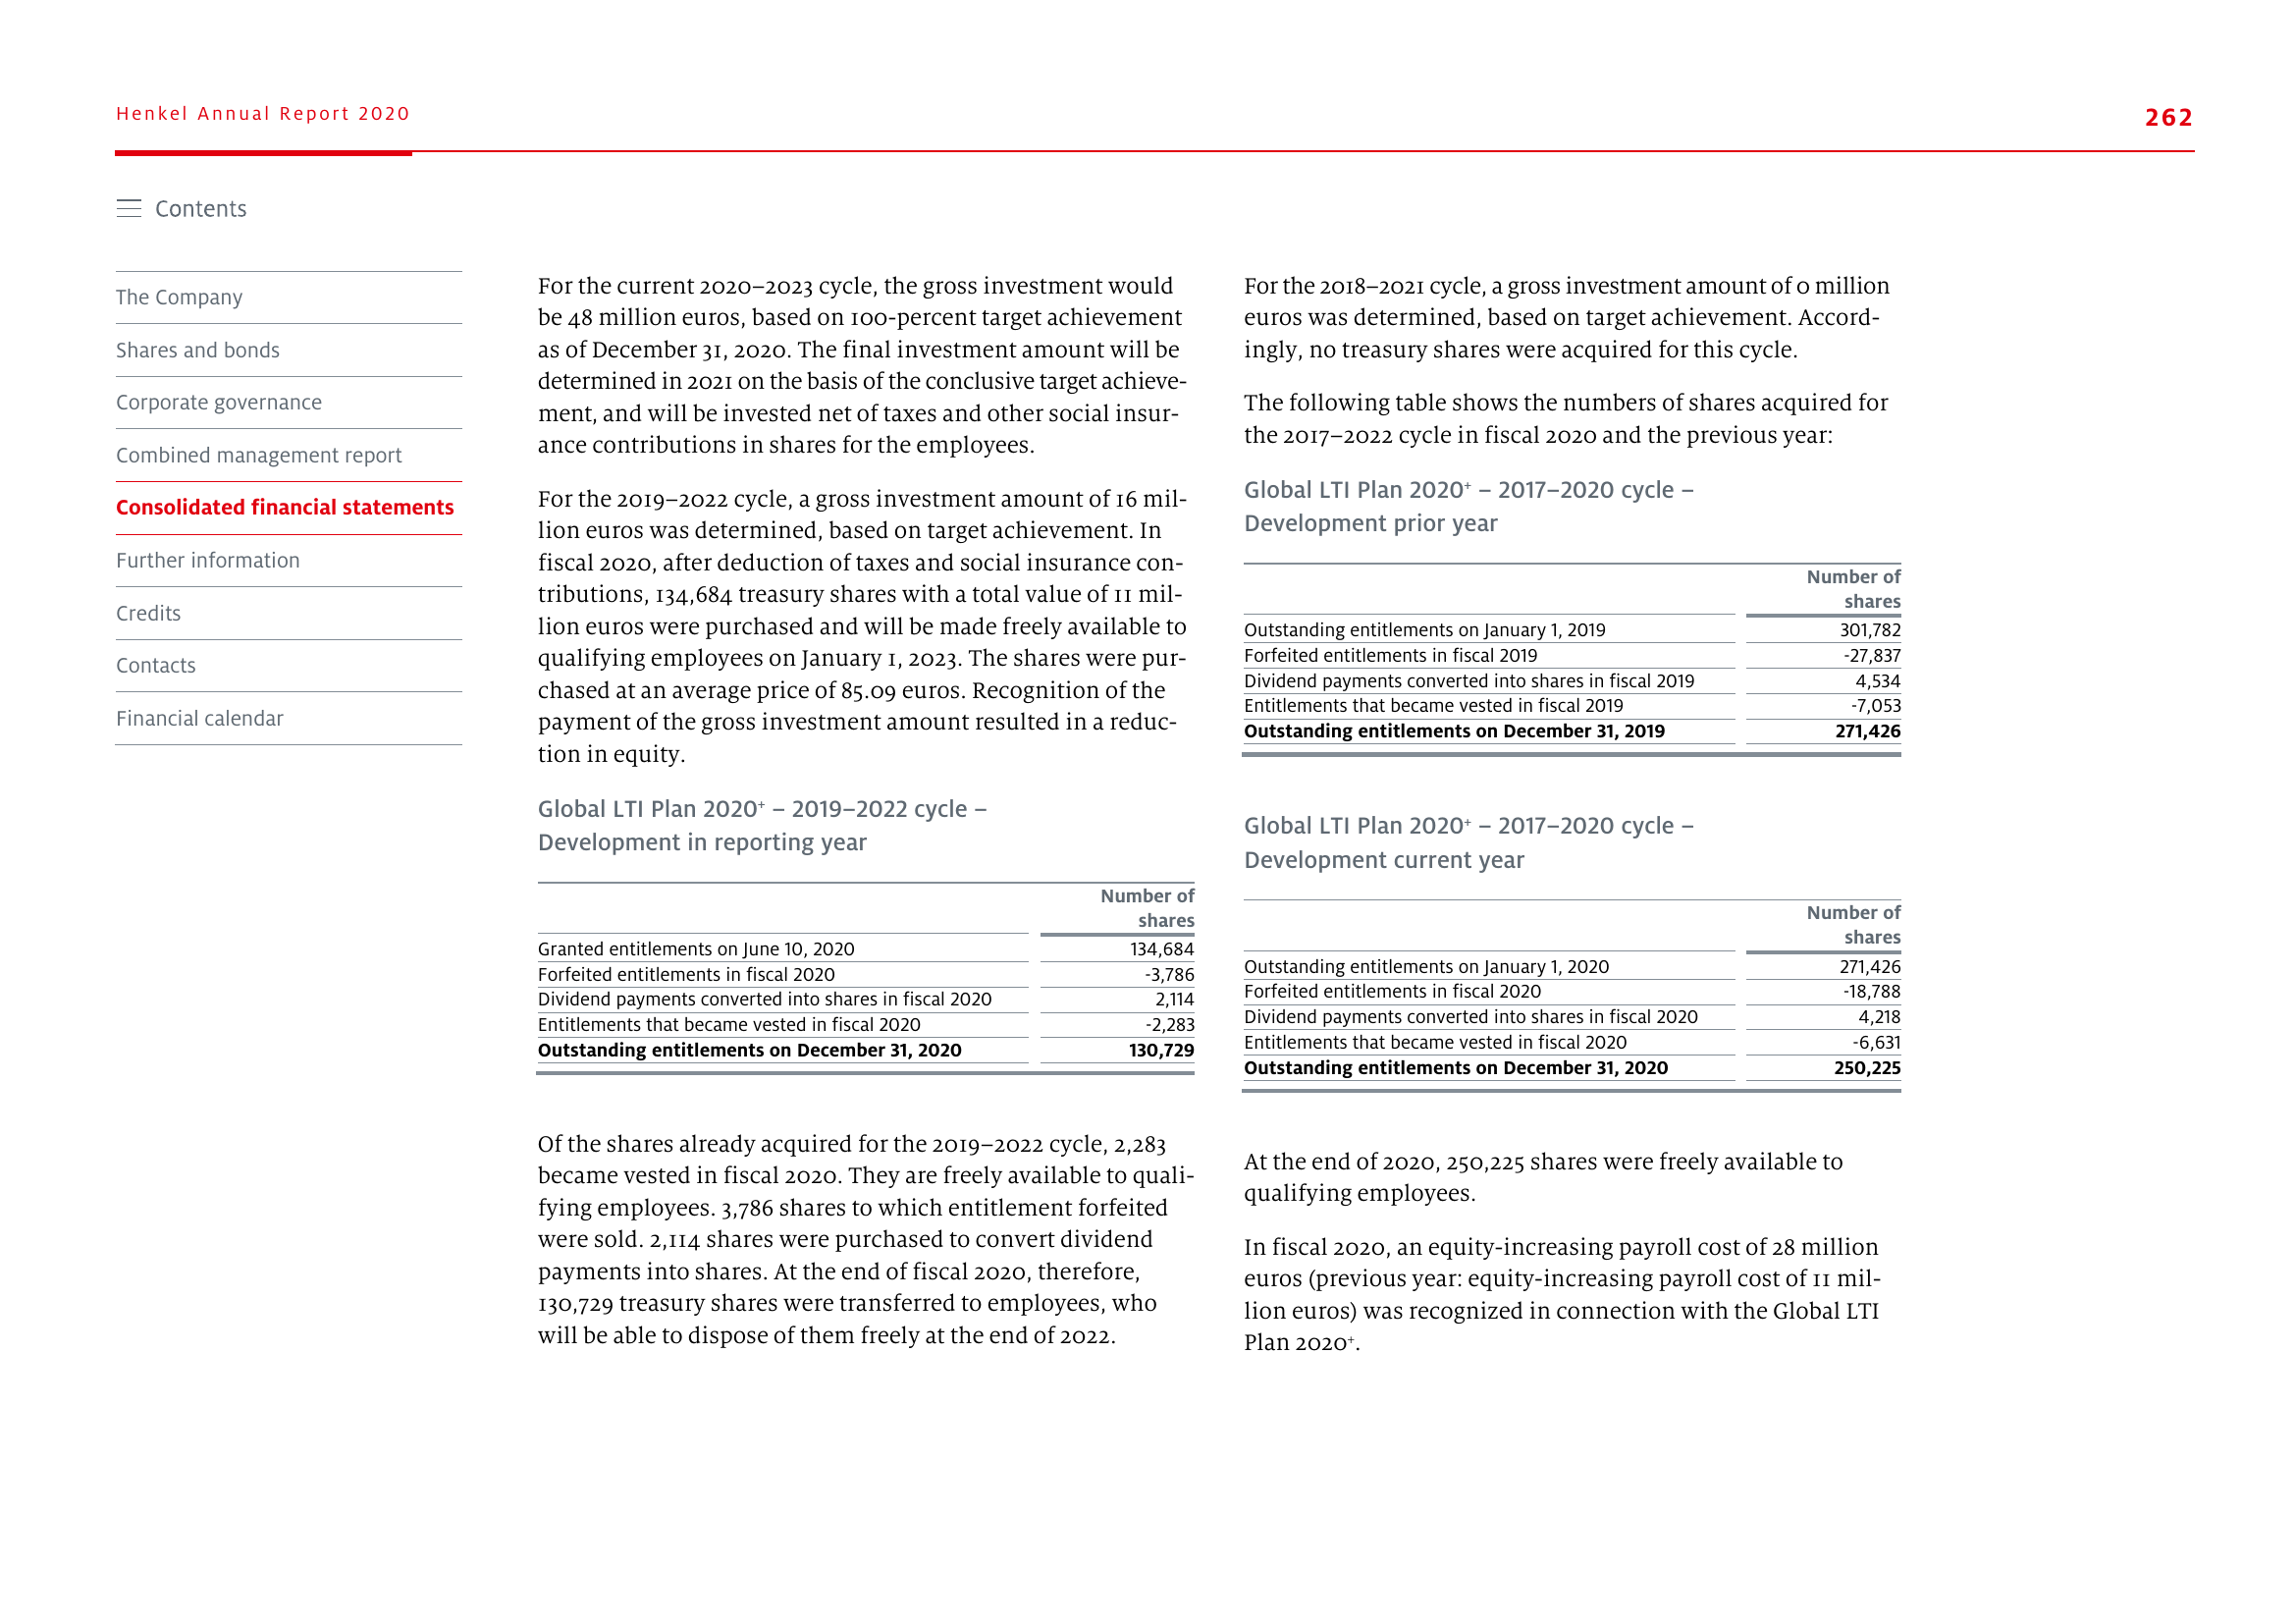 Henkel Annual Report 2020
262
Contents
The Company
Shares and bonds
Corporate governance
Combined management report
Consolidated financial statements
Further information
Credits
Contacts
Financial calendar
For the current 2020–2023 cycle, the gross investment would
be 48 million euros, based on 100-percent target achievement
as of December 31, 2020. The final investment amount will be
determined in 2021 on the basis of the conclusive target achieve-
ment, and will be invested net of taxes and other social insur-
ance contributions in shares for the employees.
For the 2019–2022 cycle, a gross investment amount of 16 mil-
lion euros was determined, based on target achievement. In
fiscal 2020, after deduction of taxes and social insurance con-
tributions, 134,684 treasury shares with a total value of 11 mil-
lion euros were purchased and will be made freely available to
qualifying employees on January 1, 2023. The shares were pur-
chased at an average price of 85.09 euros. Recognition of the
payment of the gross investment amount resulted in a reduc-
tion in equity.
Global LTI Plan 2020+ – 2019–2022 cycle –
Development in reporting year
Number of
shares
Granted entitlements on June 10, 2020 134,684
Forfeited entitlements in fiscal 2020 -3,786
Dividend payments converted into shares in fiscal 2020 2,114
Entitlements that became vested in fiscal 2020 -2,283
Outstanding entitlements on December 31, 2020 130,729
Of the shares already acquired for the 2019–2022 cycle, 2,283
became vested in fiscal 2020. They are freely available to quali-
fying employees. 3,786 shares to which entitlement forfeited
were sold. 2,114 shares were purchased to convert dividend
payments into shares. At the end of fiscal 2020, therefore,
130,729 treasury shares were transferred to employees, who
will be able to dispose of them freely at the end of 2022.
For the 2018–2021 cycle, a gross investment amount of 0 million
euros was determined, based on target achievement. Accord-
ingly, no treasury shares were acquired for this cycle.
The following table shows the numbers of shares acquired for
the 2017–2022 cycle in fiscal 2020 and the previous year:
Global LTI Plan 2020+ – 2017–2020 cycle –
Development prior year
Number of
shares
Outstanding entitlements on January 1, 2019 301,782
Forfeited entitlements in fiscal 2019 -27,837
Dividend payments converted into shares in fiscal 2019 4,534
Entitlements that became vested in fiscal 2019 -7,053
Outstanding entitlements on December 31, 2019 271,426
Global LTI Plan 2020+ – 2017–2020 cycle –
Development current year
Number of
shares
Outstanding entitlements on January 1, 2020 271,426
Forfeited entitlements in fiscal 2020 -18,788
Dividend payments converted into shares in fiscal 2020 4,218
Entitlements that became vested in fiscal 2020 -6,631
Outstanding entitlements on December 31, 2020 250,225
At the end of 2020, 250,225 shares were freely available to
qualifying employees.
In fiscal 2020, an equity-increasing payroll cost of 28 million
euros (previous year: equity-increasing payroll cost of 11 mil-
lion euros) was recognized in connection with the Global LTI
Plan 2020+.